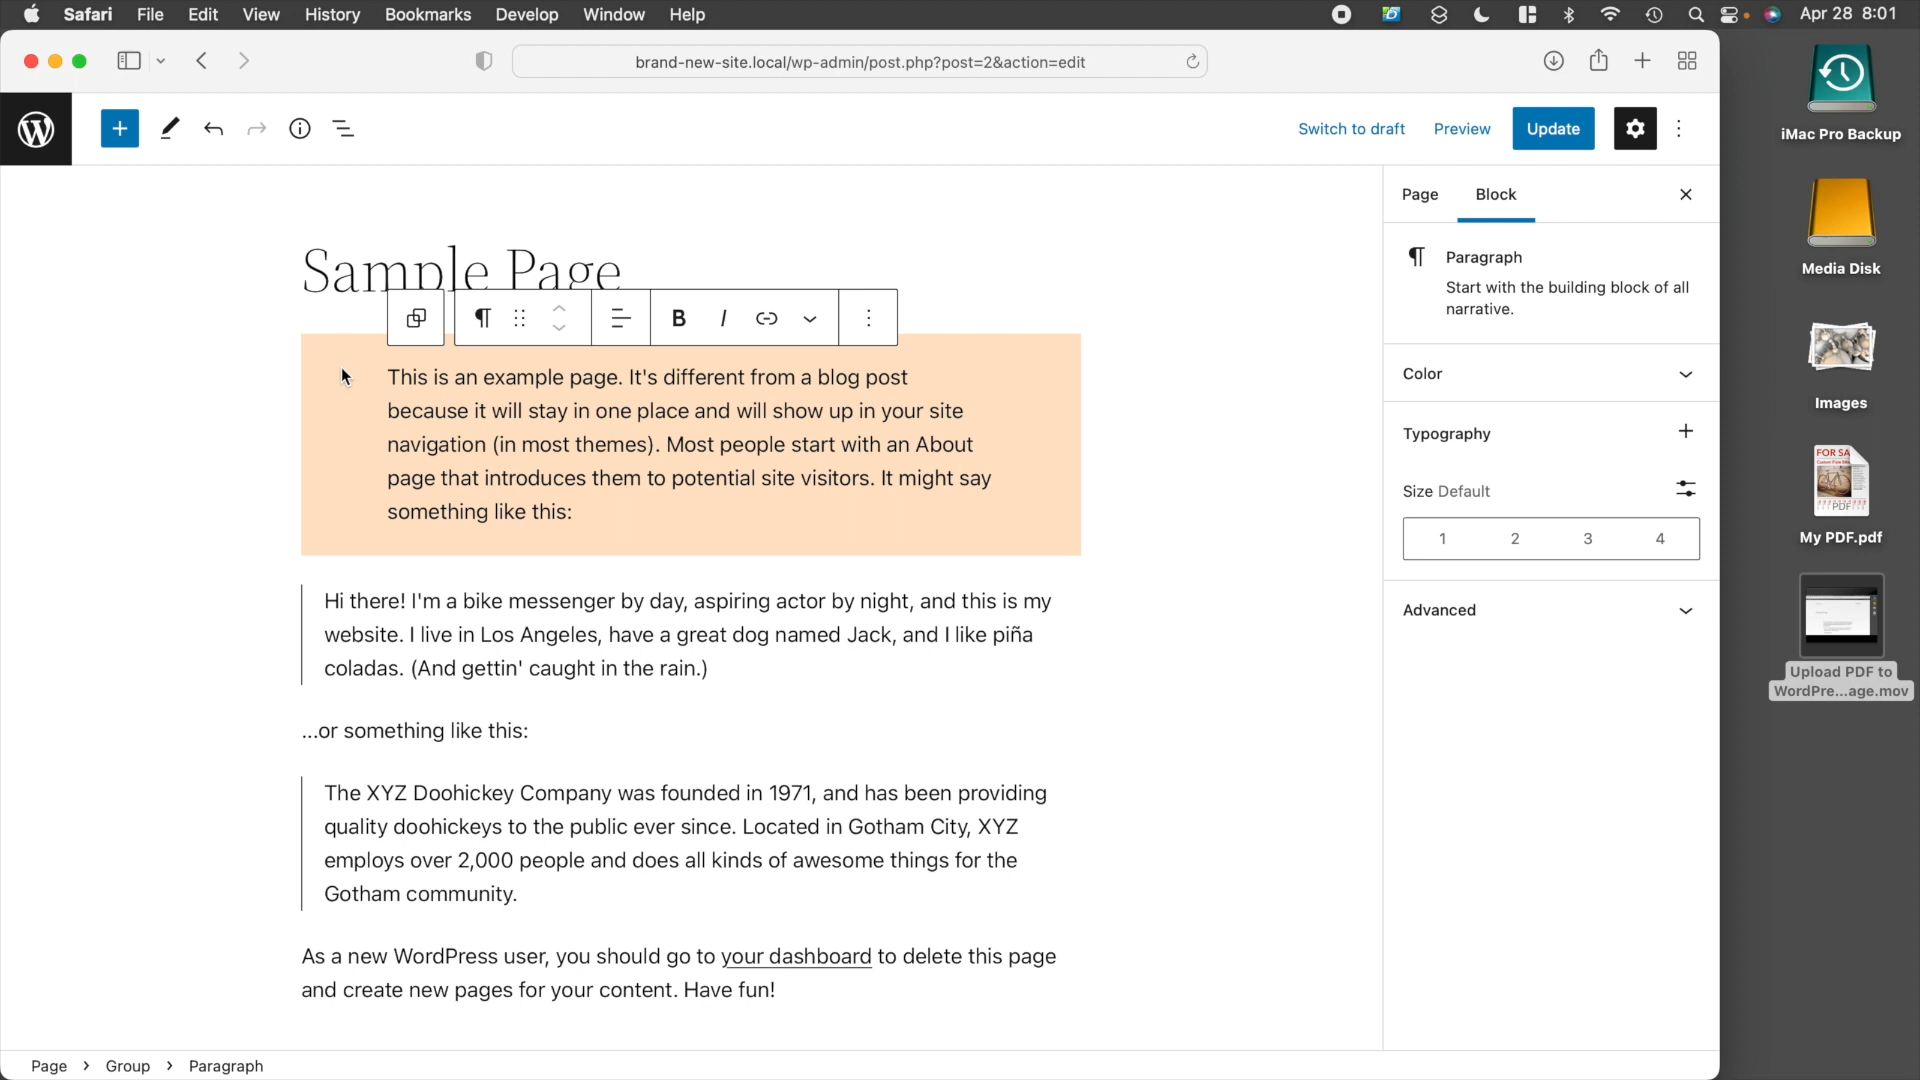 Safari File Edit View History Bookmarks Develop Window Help Apr 28 8:01
brand-new-site.local/wp-admin/post.php?post=2&action=edit
Switch to draft Preview Update
Page Block
Sample Page
Paragraph
Start with the building block of all
narrative.
B I
Color
This is an example page. It's different from a blog post
because it will stay in one place and will show up in your site
navigation (in most themes). Most people start with an About
page that introduces them to potential site visitors. It might say
something like this:
Typography
Size Default
1 2 3 4
Advanced
Hi there! I'm a bike messenger by day, aspiring actor by night, and this is my
website. I live in Los Angeles, have a great dog named Jack, and I like piña
coladas. (And gettin' caught in the rain.)
...or something like this:
The XYZ Doohickey Company was founded in 1971, and has been providing
quality doohickeys to the public ever since. Located in Gotham City, XYZ
employs over 2,000 people and does all kinds of awesome things for the
Gotham community.
As a new WordPress user, you should go to your dashboard to delete this page
and create new pages for your content. Have fun!
Page > Group > Paragraph
iMac Pro Backup
Media Disk
Images
FOR SA
PDF
My PDF.pdf
Upload PDF to
WordPre...age.mov